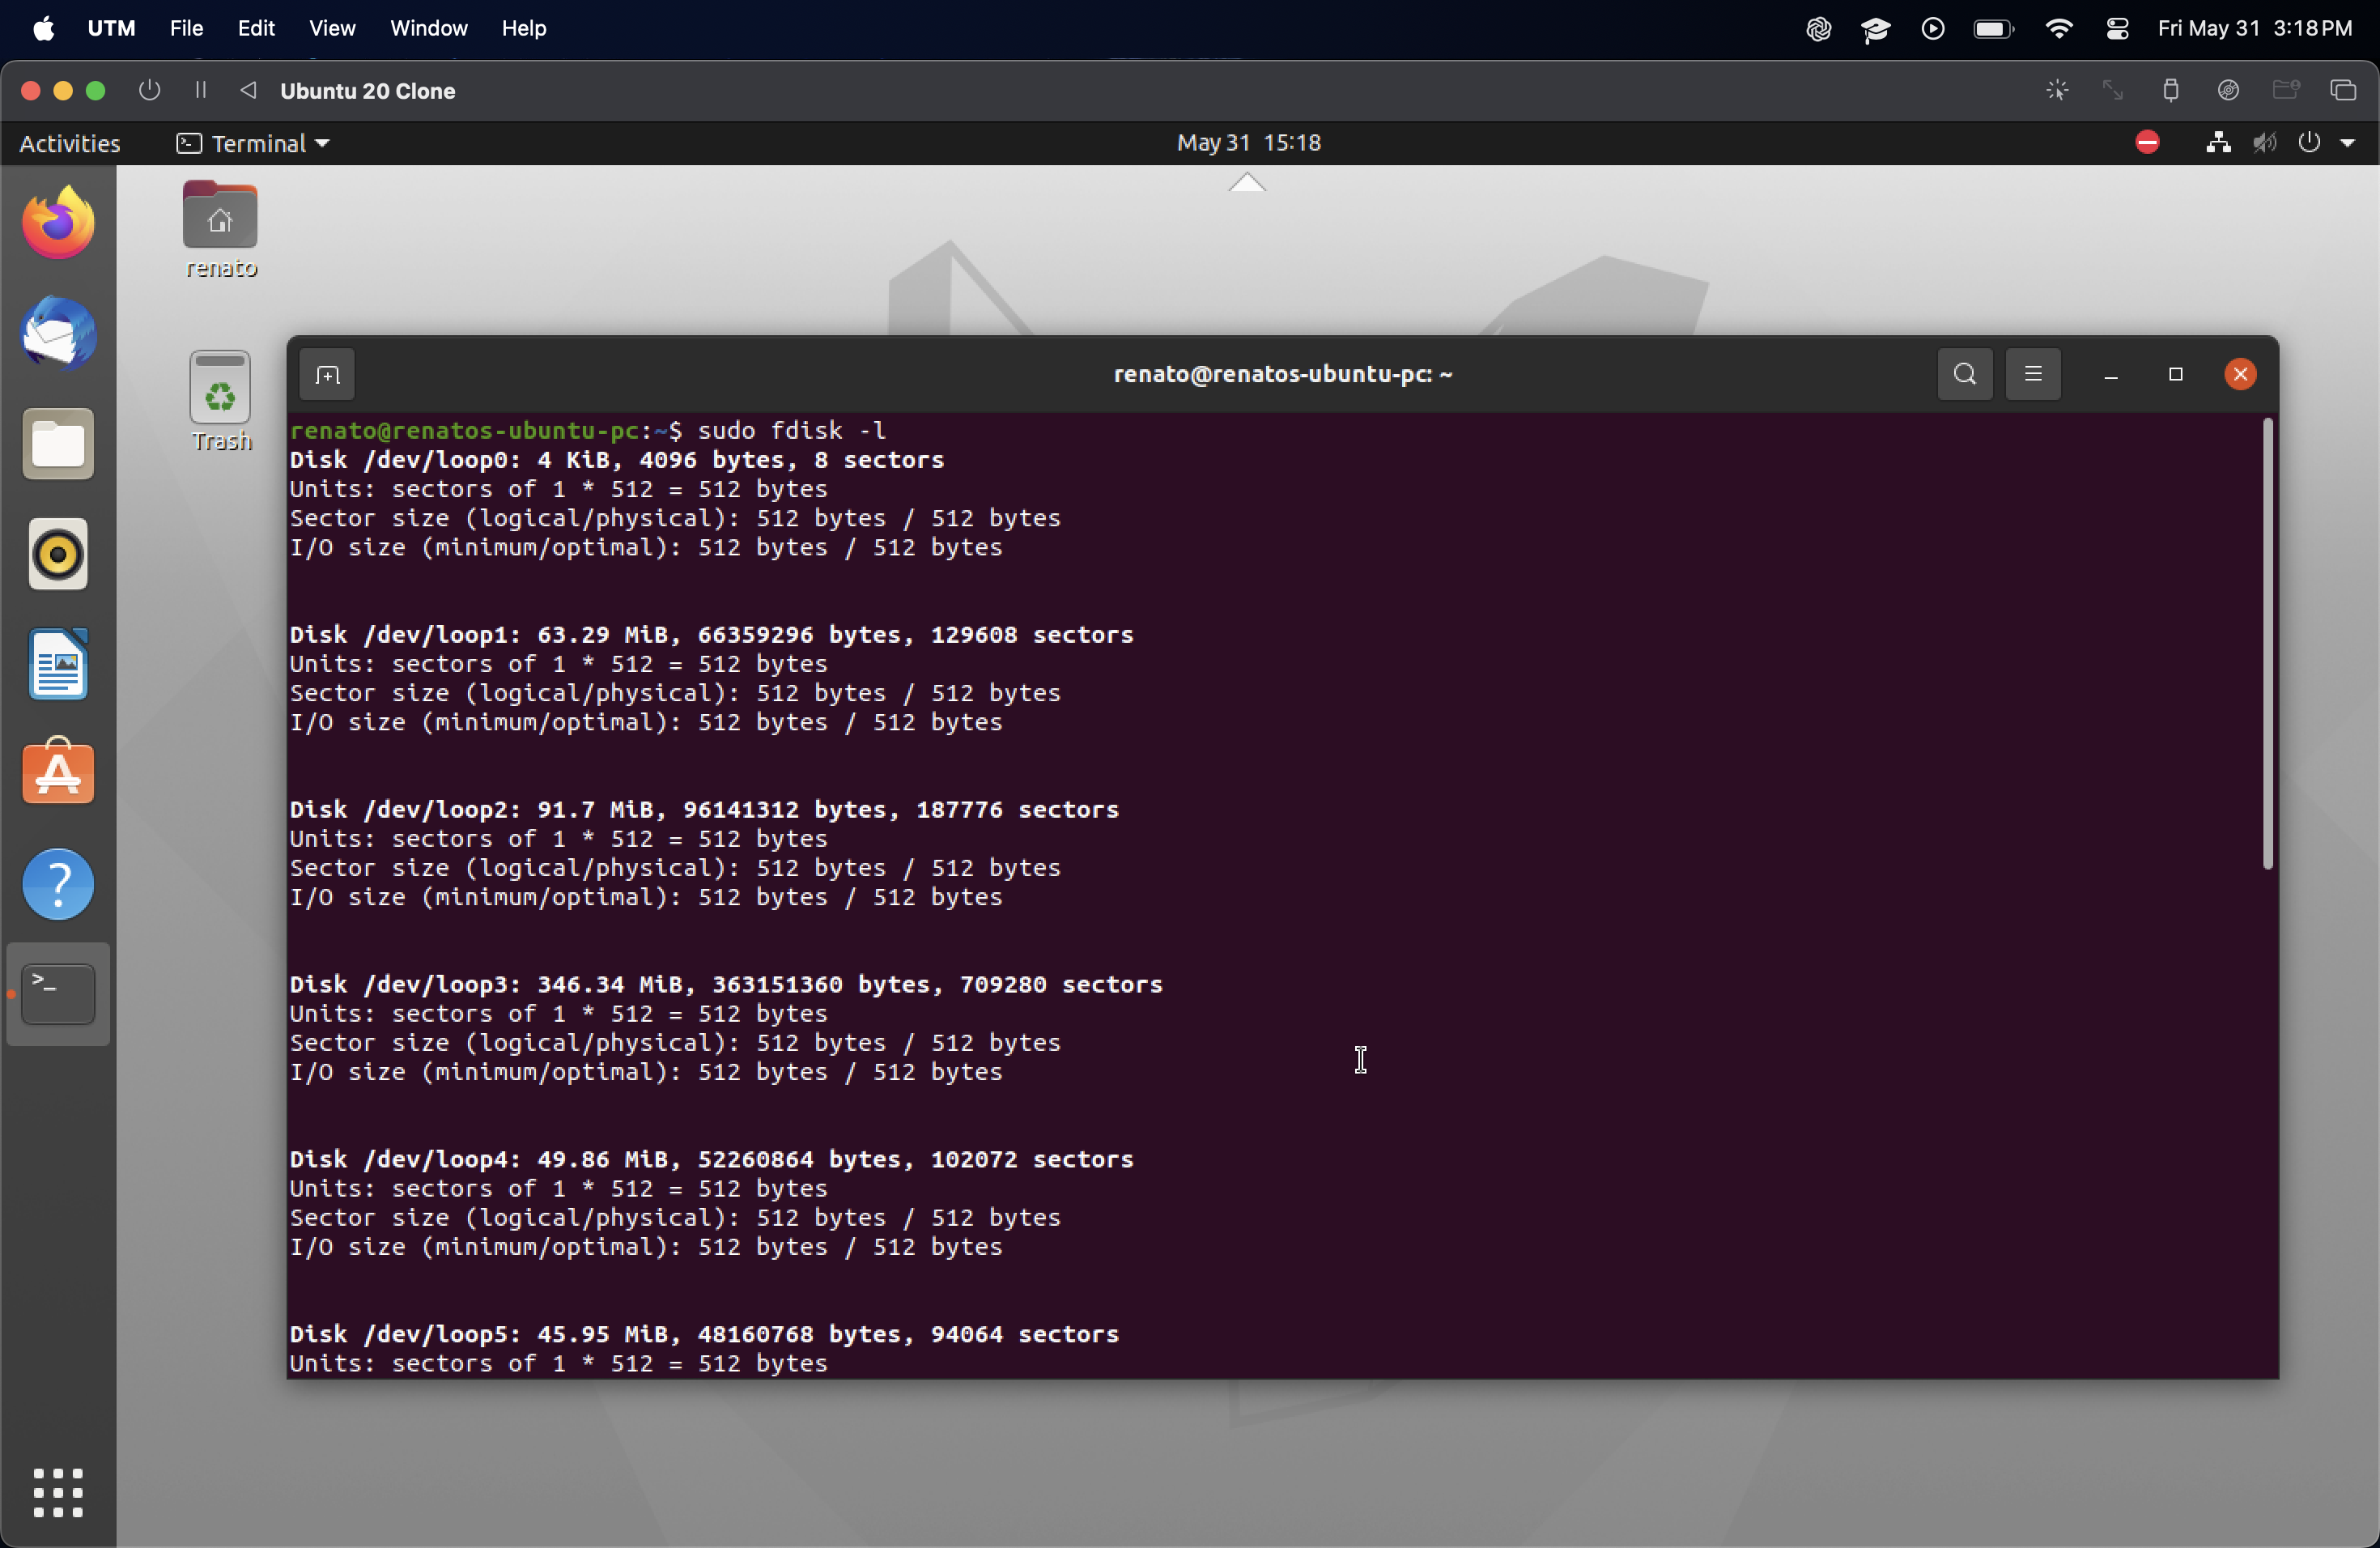 UTM File Edit View Window Help Fri May 31 3:18 PM
Ubuntu 20 Clone
Activities Terminal May 31 15:18
renato
Trash
renato@renatos-ubuntu-pc: ~
renato@renatos-ubuntu-pc:~$ sudo fdisk -l
Disk /dev/loop0: 4 KiB, 4096 bytes, 8 sectors
Units: sectors of 1 * 512 = 512 bytes
Sector size (logical/physical): 512 bytes / 512 bytes
I/O size (minimum/optimal): 512 bytes / 512 bytes
Disk /dev/loop1: 63.29 MiB, 66359296 bytes, 129608 sectors
Units: sectors of 1 * 512 = 512 bytes
Sector size (logical/physical): 512 bytes / 512 bytes
I/O size (minimum/optimal): 512 bytes / 512 bytes
Disk /dev/loop2: 91.7 MiB, 96141312 bytes, 187776 sectors
Units: sectors of 1 * 512 = 512 bytes
Sector size (logical/physical): 512 bytes / 512 bytes
I/O size (minimum/optimal): 512 bytes / 512 bytes
Disk /dev/loop3: 346.34 MiB, 363151360 bytes, 709280 sectors
Units: sectors of 1 * 512 = 512 bytes
Sector size (logical/physical): 512 bytes / 512 bytes
I/O size (minimum/optimal): 512 bytes / 512 bytes
Disk /dev/loop4: 49.86 MiB, 52260864 bytes, 102072 sectors
Units: sectors of 1 * 512 = 512 bytes
Sector size (logical/physical): 512 bytes / 512 bytes
I/O size (minimum/optimal): 512 bytes / 512 bytes
Disk /dev/loop5: 45.95 MiB, 48160768 bytes, 94064 sectors
Units: sectors of 1 * 512 = 512 bytes